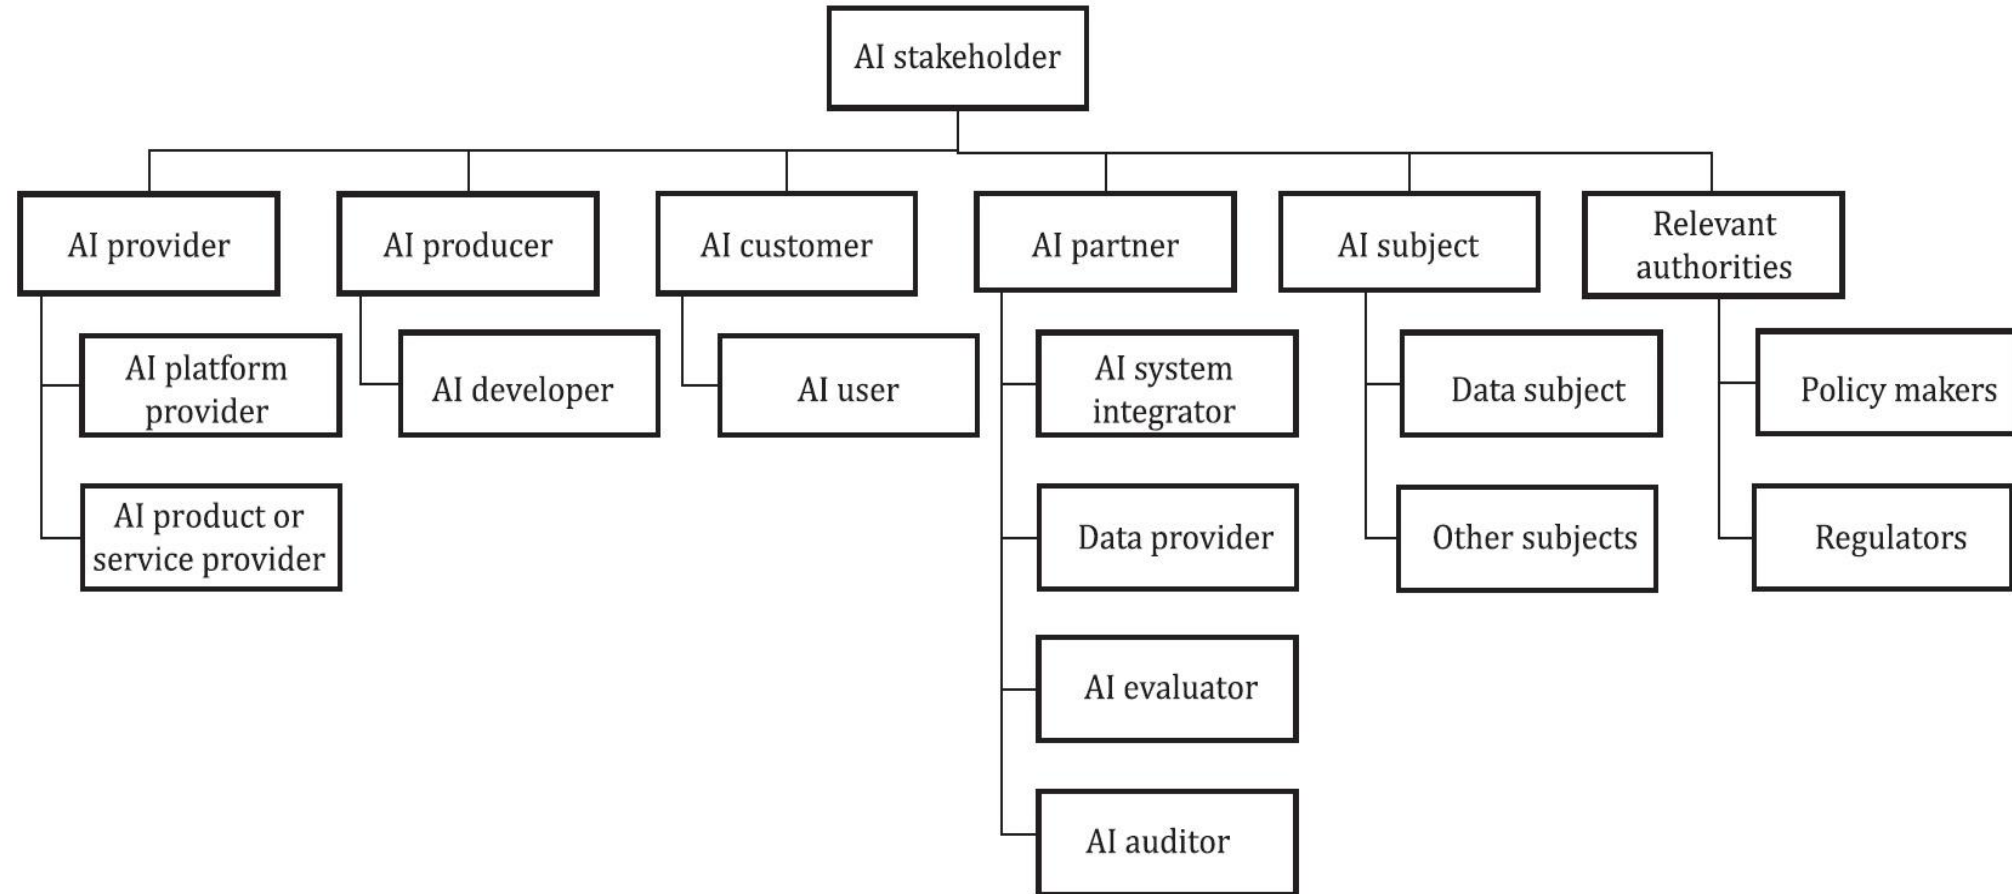 AI stakeholder
AI provider
AI producer
AI customer
AI partner
AI subject
Relevant
authorities
AI platform
provider
AI developer
AI user
AI system
integrator
Data subject
Policy makers
AI product or
service provider
Data provider
Other subjects
Regulators
AI evaluator
AI auditor